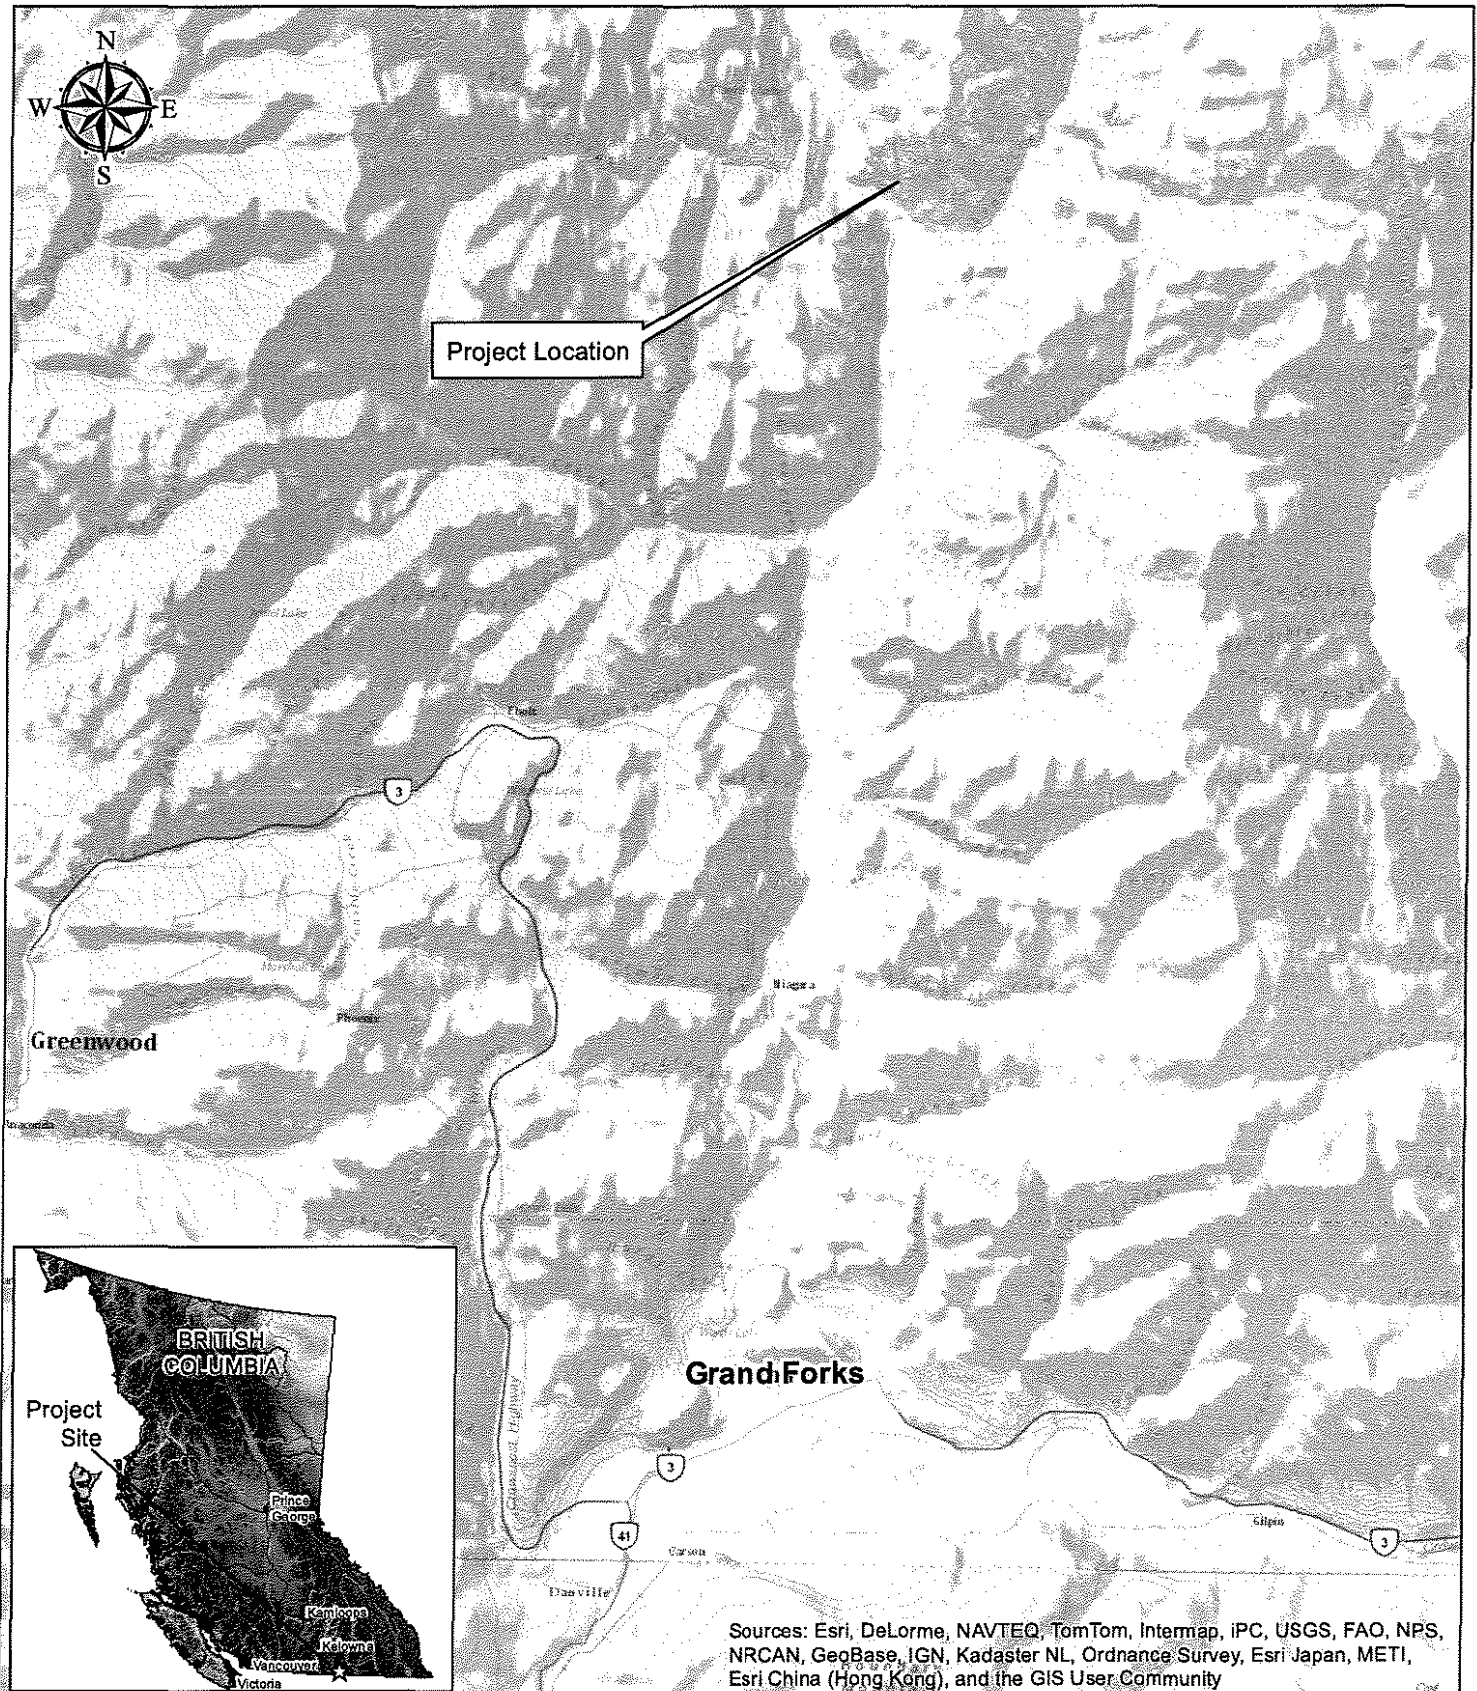 N
W E
S
Project Location
Eholt
3
Phoenix
Niagara
Greenwood
Anaconda
Grand Forks
3
41
Carson
Danville
Gilpin
3
BRITISH
COLUMBIA
Project
Site
Prince
George
Kamloops
Kelowna
Vancouver
Victoria
Sources: Esri, DeLorme, NAVTEQ, TomTom, Intermap, iPC, USGS, FAO, NPS,
NRCAN, GeoBase, IGN, Kadaster NL, Ordnance Survey, Esri Japan, METI,
Esri China (Hong Kong), and the GIS User Community